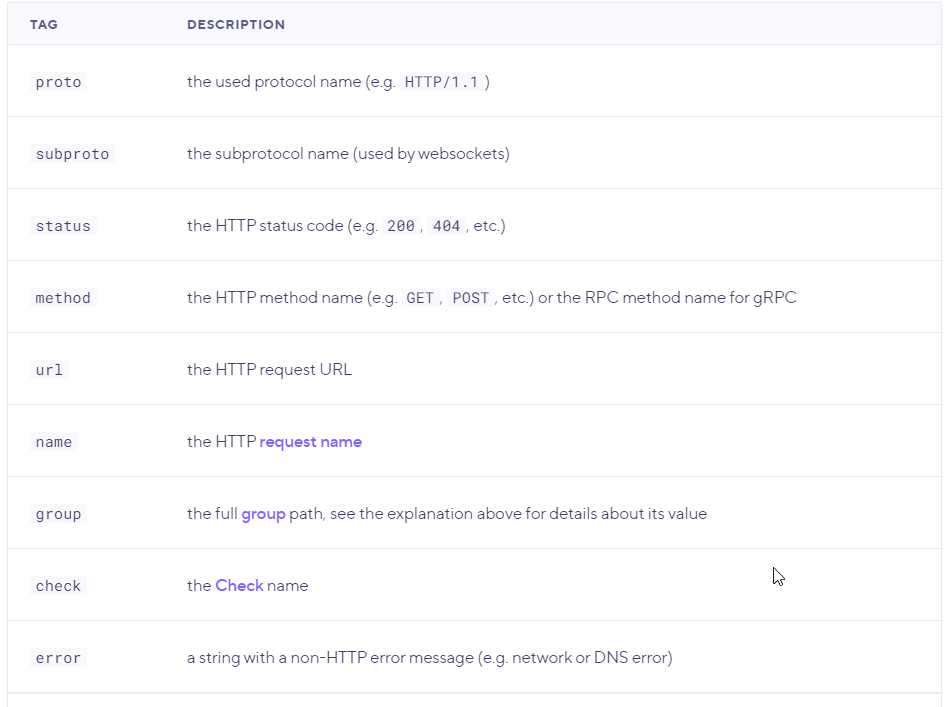 TAG DESCRIPTION
proto the used protocol name (e.g. HTTP/1.1 )
subproto the subprotocol name (used by websockets)
status the HTTP status code (e.g. 200 , 404 , etc.)
method the HTTP method name (e.g. GET , POST , etc.) or the RPC method name for gRPC
url the HTTP request URL
name the HTTP request name
group the full group path, see the explanation above for details about its value
check the Check name
error a string with a non-HTTP error message (e.g. network or DNS error)